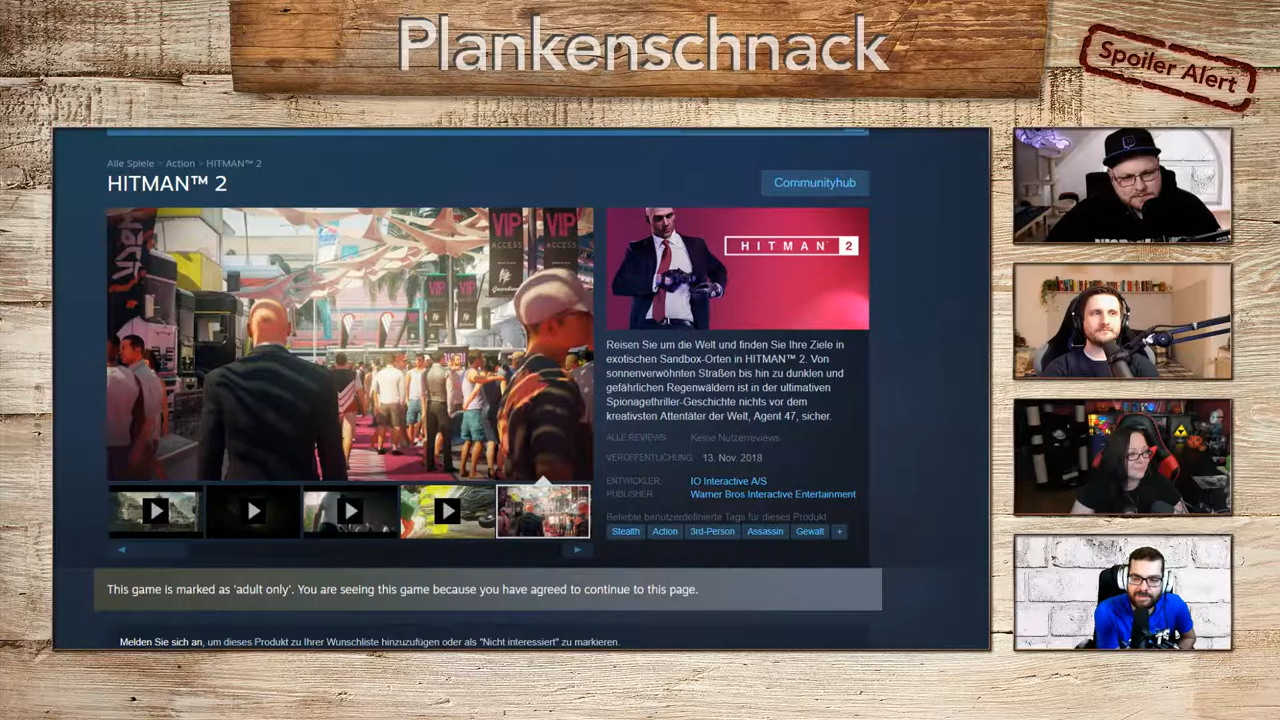 Plankenschnack
Spoiler Alert
Alle Spiele > Action > HITMAN™ 2
HITMAN™ 2
Communityhub
VIP
ACCESS
VIP
ACCESS
VIP
VIP
HITMAN 2
Reisen Sie um die Welt und finden Sie Ihre Ziele in
exotischen Sandbox-Orten in HITMAN™ 2. Von
sonnenverwöhnten Straßen bis hin zu dunklen und
gefährlichen Regenwäldern ist in der ultimativen
Spionagethriller-Geschichte nichts vor dem
kreativsten Attentäter der Welt, Agent 47, sicher.
ALLE REVIEWS: Keine Nutzerreviews
VERÖFFENTLICHUNG: 13. Nov. 2018
ENTWICKLER: IO Interactive A/S
PUBLISHER: Warner Bros Interactive Entertainment
Beliebte benutzerdefinierte Tags für dieses Produkt
Stealth Action 3rd-Person Assassin Gewalt +
This game is marked as 'adult only'. You are seeing this game because you have agreed to continue to this page.
Melden Sie sich an, um dieses Produkt zu Ihrer Wunschliste hinzuzufügen oder als "Nicht interessiert" zu markieren.